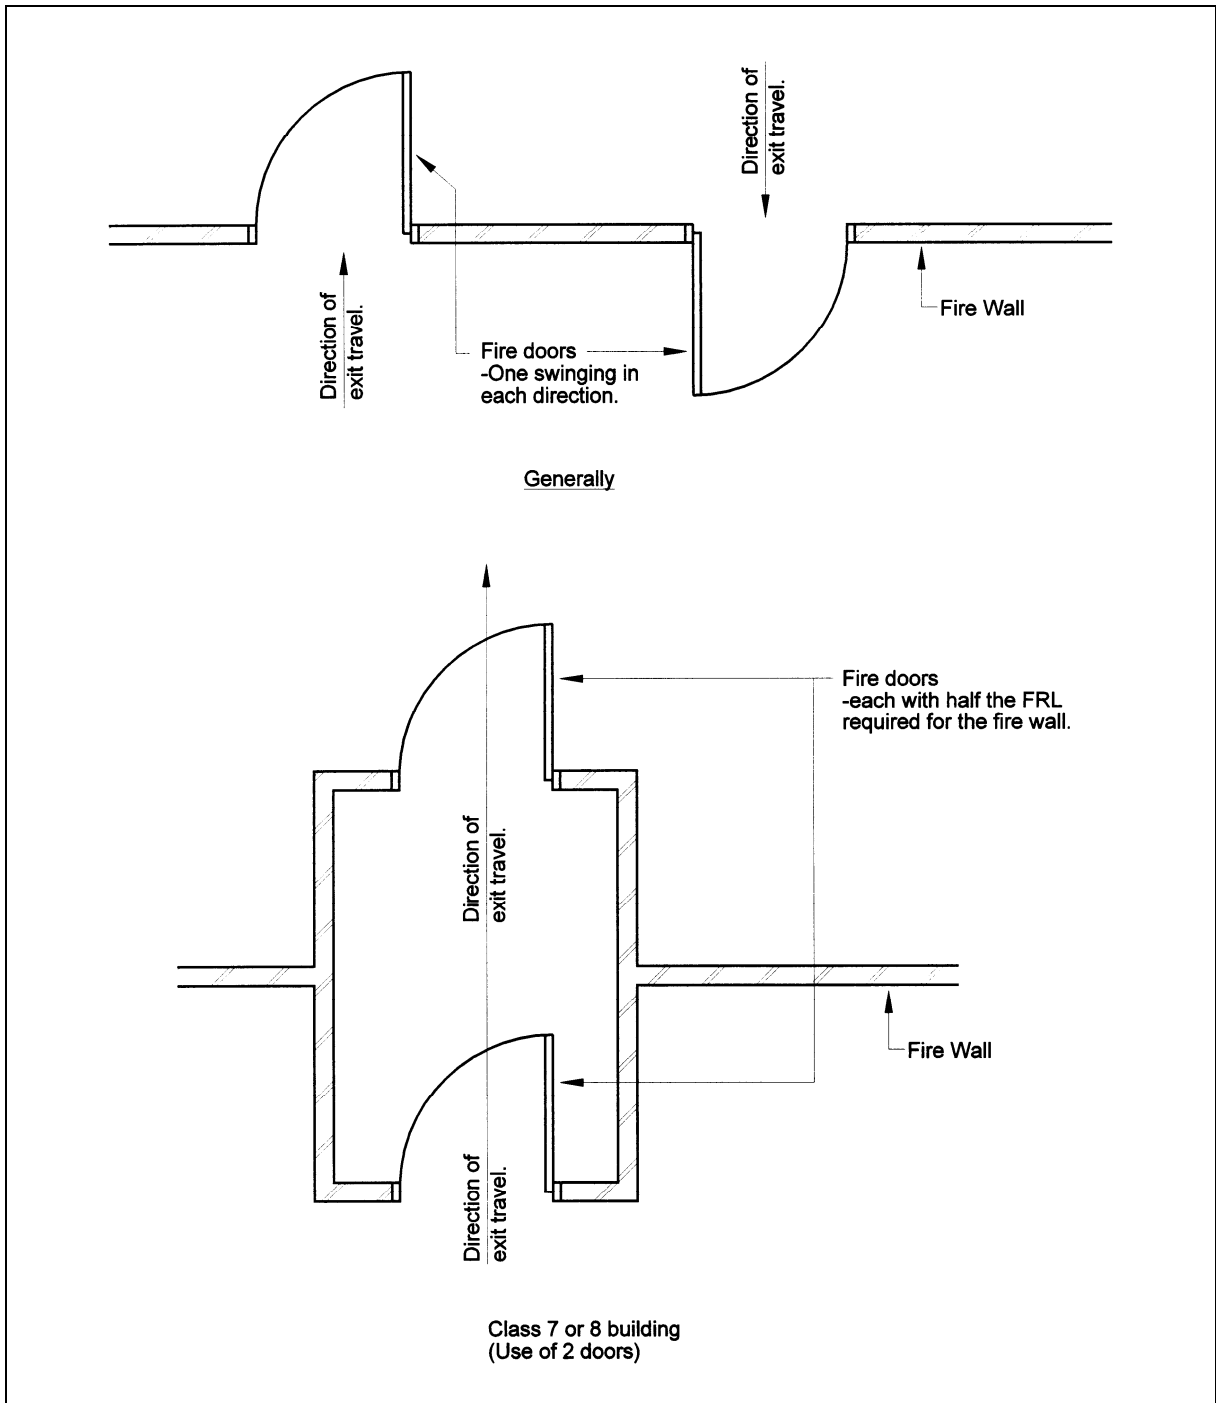 Direction of
exit travel.
Direction of
exit travel.
Fire Wall
Fire doors
-One swinging in
each direction.
Generally
Fire doors
-each with half the FRL
required for the fire wall.
Direction of
exit travel.
Fire Wall
Direction of
exit travel.
Class 7 or 8 building
(Use of 2 doors)